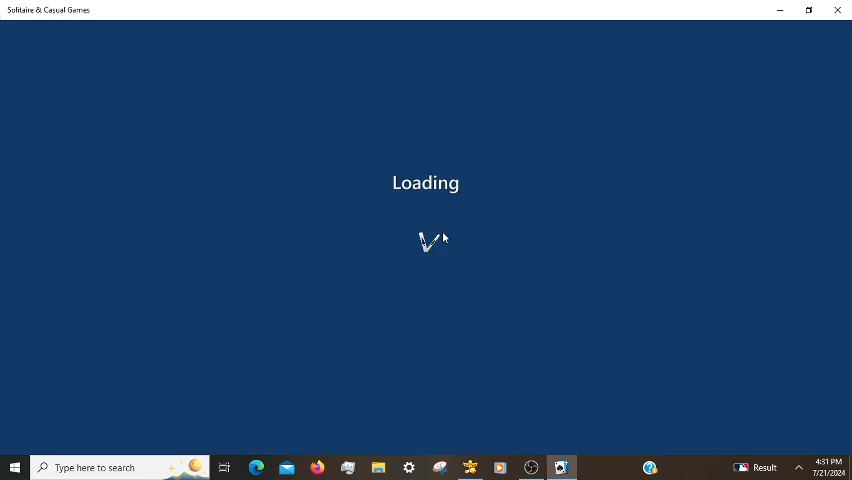 Solitaire & Casual Games
Loading
Type here to search
Result
4:31 PM
7/21/2024